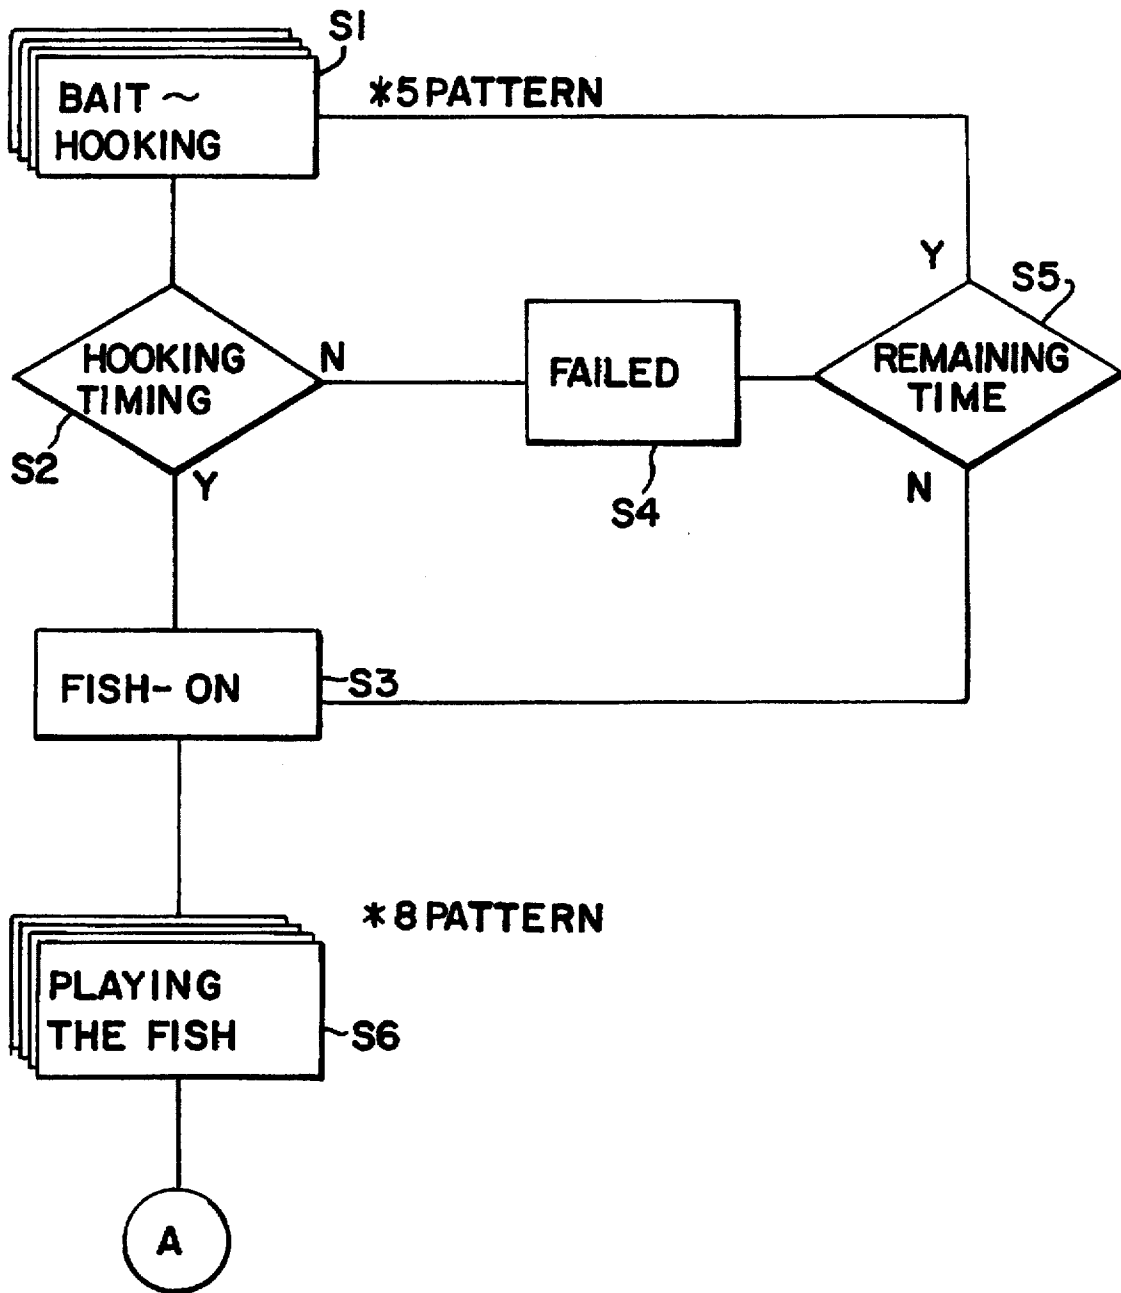 S1
BAIT ~
HOOKING
*5 PATTERN
Y
S5
HOOKING
TIMING
N
FAILED
REMAINING
TIME
S2
Y
S4
N
FISH-ON
S3
*8 PATTERN
PLAYING
THE FISH
S6
A